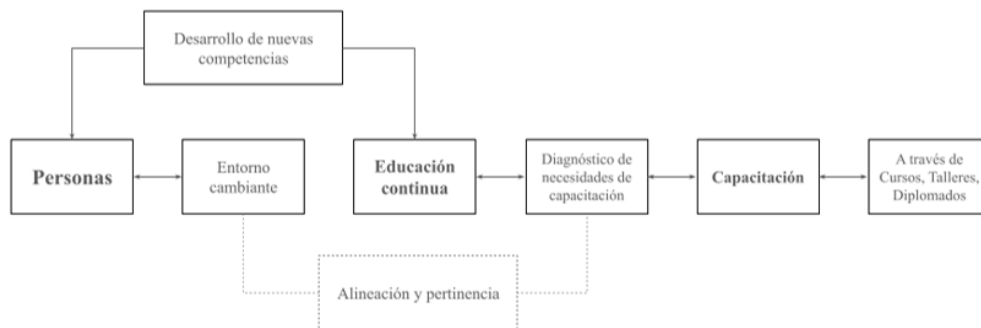 Desarrollo de nuevas
competencias
Personas
Entorno
cambiante
Educación
continua
Diagnóstico de
necesidades de
capacitación
Capacitación
A través de
Cursos, Talleres,
Diplomados
Alineación y pertinencia